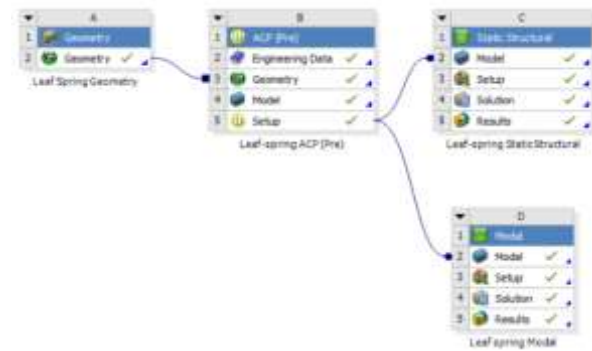 A
1 Geometry
2 Geometry
Leaf Spring Geometry
B
1 ACP (Pre)
2 Engineering Data
3 Geometry
4 Model
5 Setup
Leaf-spring ACP (Pre)
C
1 Static Structural
2 Model
3 Setup
4 Solution
5 Results
Leaf-spring Static Structural
D
1 Modal
2 Model
3 Setup
4 Solution
5 Results
Leaf spring Modal